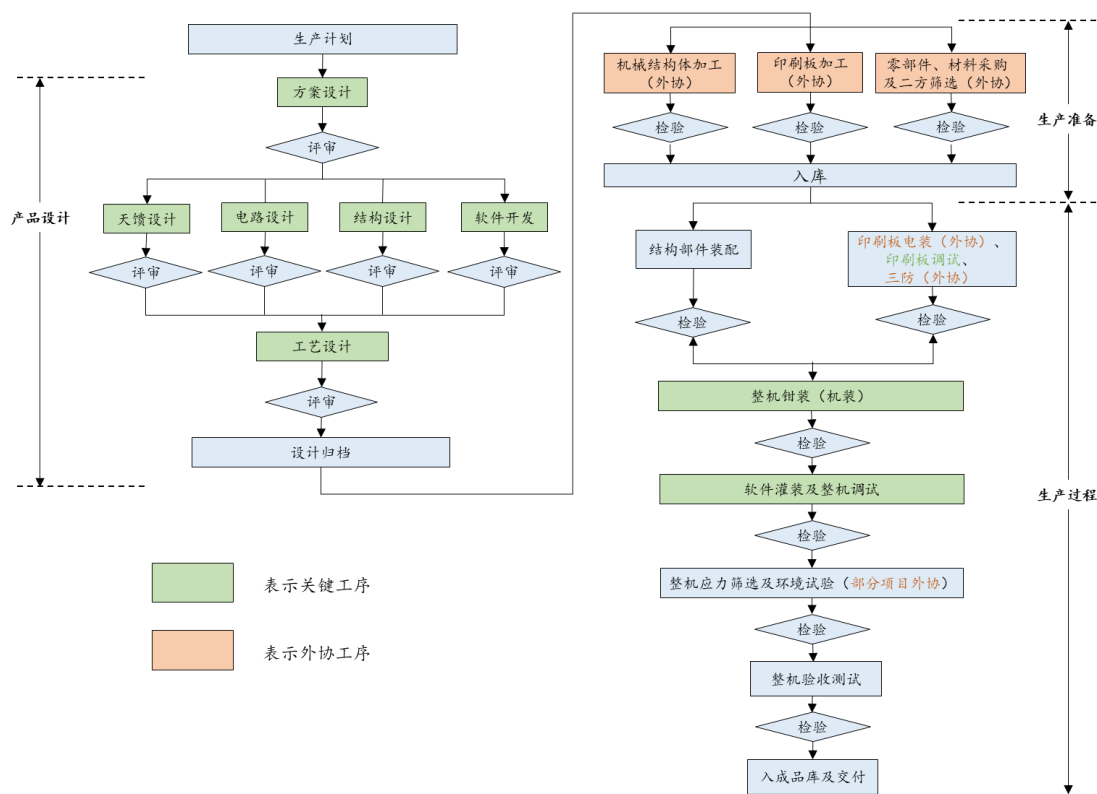 生产计划
方案设计
评审
产品设计
天馈设计
电路设计
结构设计
软件开发
评审
评审
评审
评审
工艺设计
评审
设计归档
表示关键工序
表示外协工序
机械结构体加工
（外协）
印刷板加工
（外协）
零部件、材料采购
及二方筛选（外协）
检验
检验
检验
生产准备
入库
结构部件装配
印刷板电装（外协）、
印刷板调试、
三防（外协）
检验
检验
整机钳装（机装）
检验
软件灌装及整机调试
生产过程
检验
整机应力筛选及环境试验（部分项目外协）
检验
整机验收测试
检验
入成品库及交付